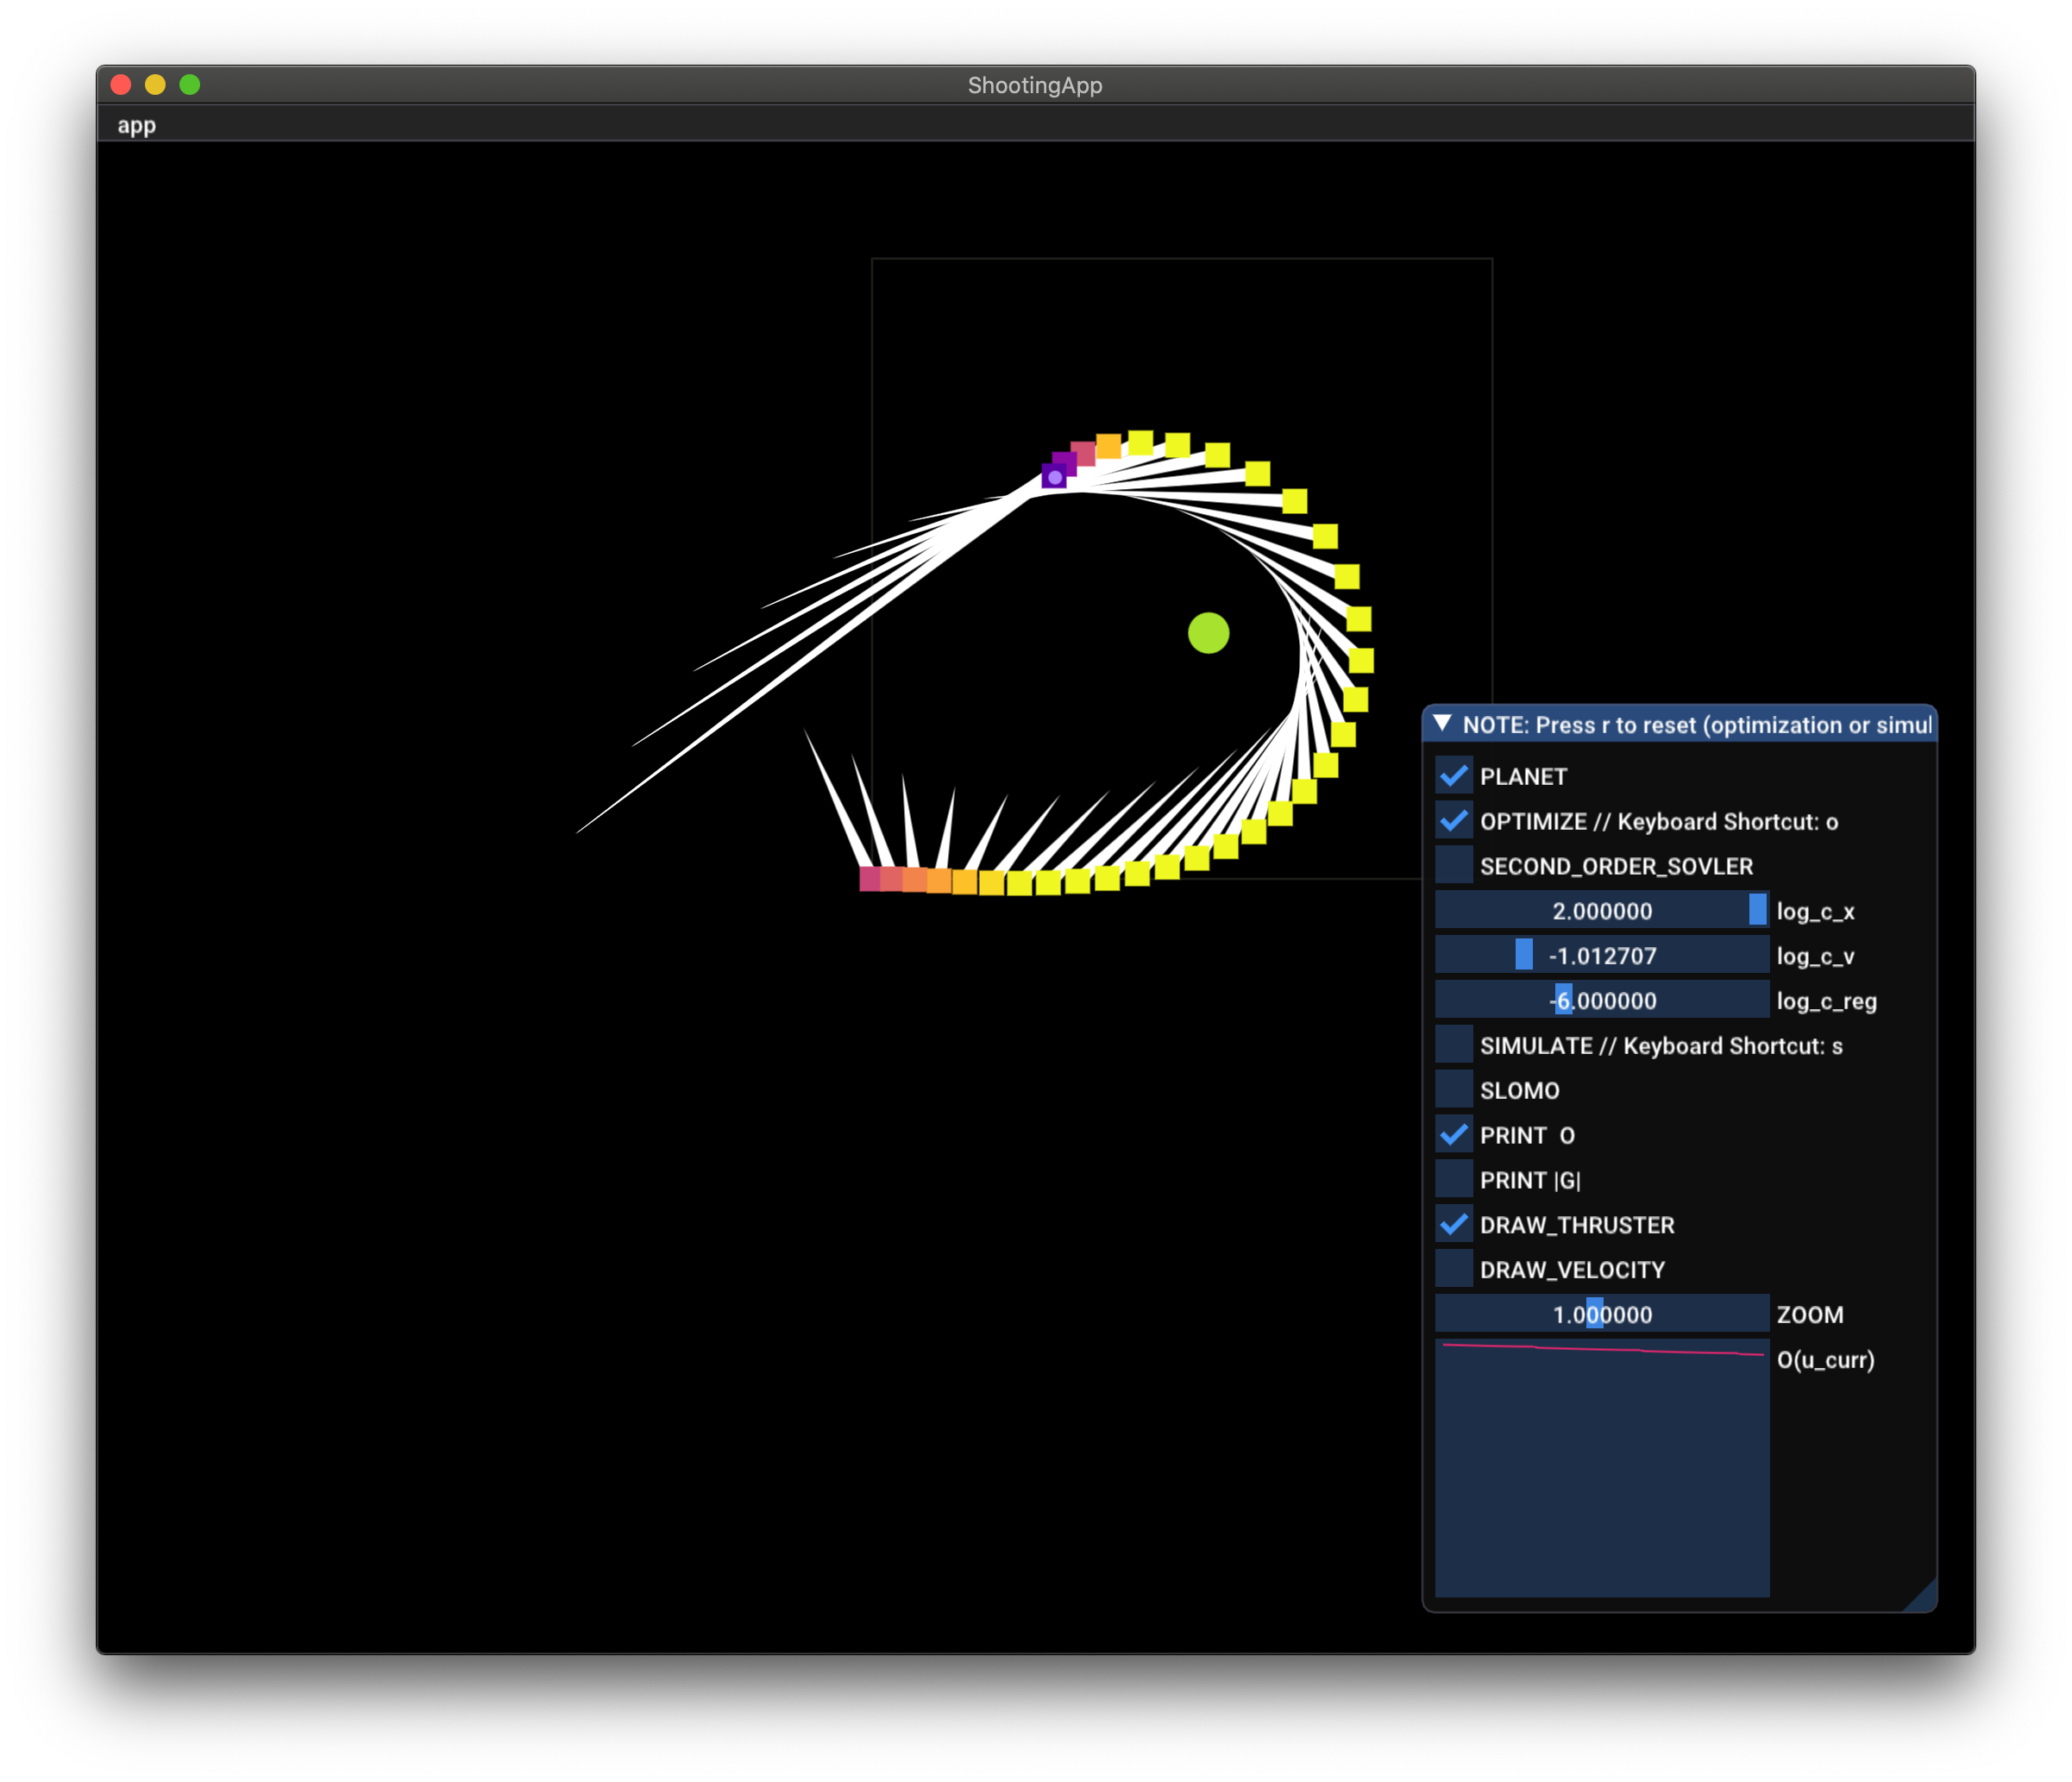 ShootingApp
app
NOTE: Press r to reset (optimization or simul
PLANET
OPTIMIZE // Keyboard Shortcut: o
SECOND_ORDER_SOVLER
2.000000 log_c_x
-1.012707 log_c_v
-6.000000 log_c_reg
SIMULATE // Keyboard Shortcut: s
SLOMO
PRINT  O
PRINT |G|
DRAW_THRUSTER
DRAW_VELOCITY
1.000000 ZOOM
O(u_curr)